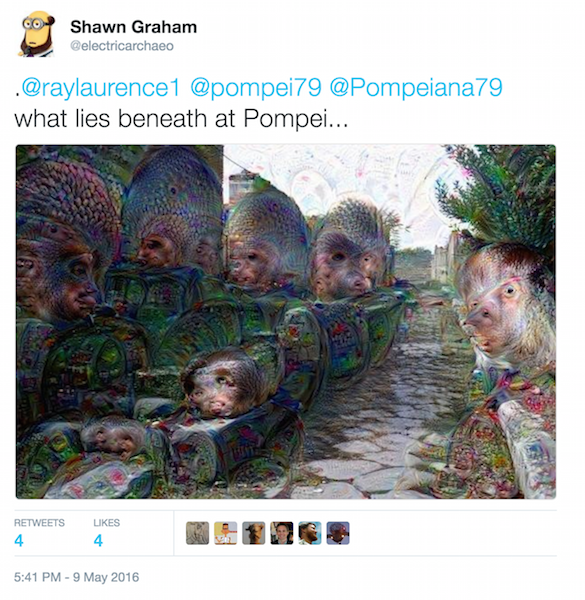 Shawn Graham
@electricarchaeo
.@raylaurence1 @pompei79 @Pompeiana79
what lies beneath at Pompei...
RETWEETS LIKES
4 4
5:41 PM - 9 May 2016